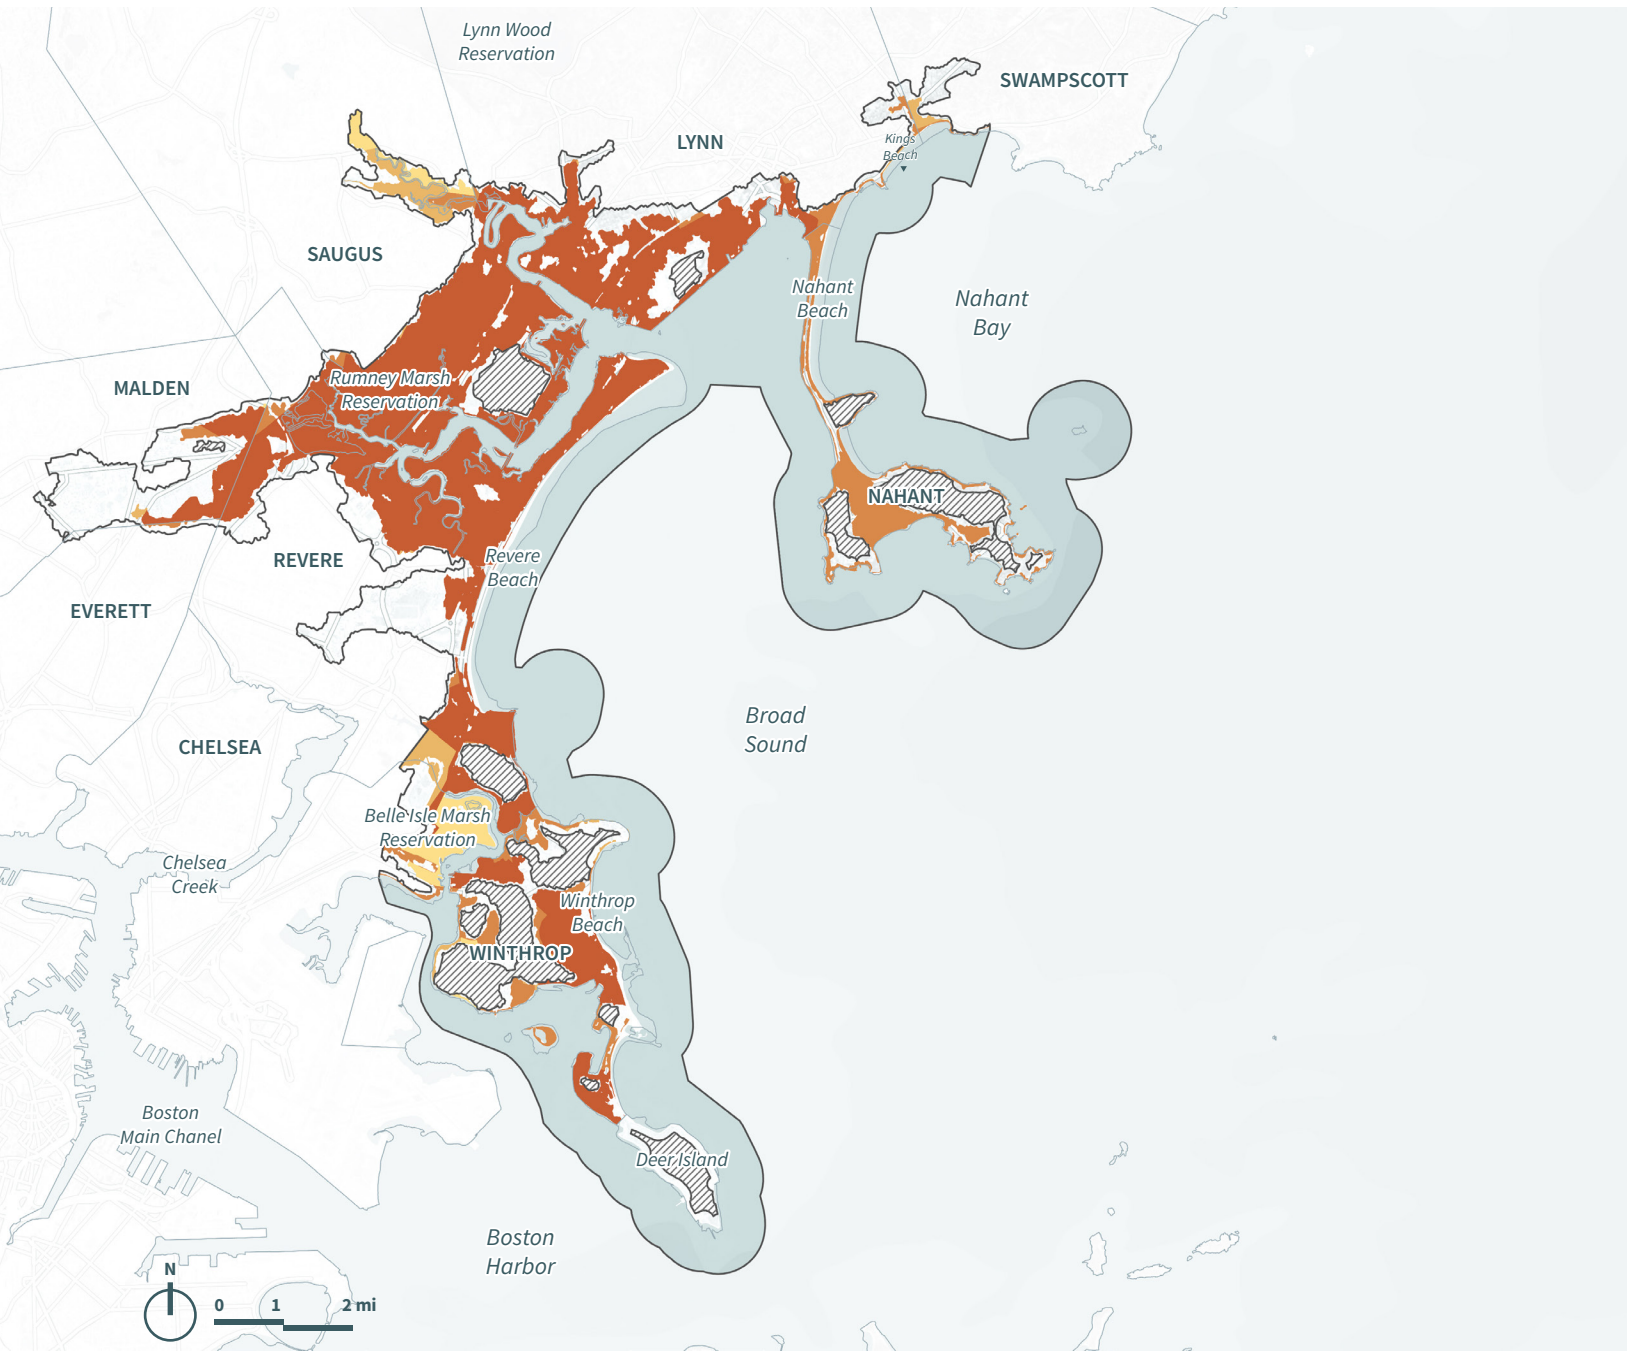 Lynn Wood
Reservation
SWAMPSCOTT
LYNN
Kings
Beach
SAUGUS
Nahant
Beach
Nahant
Bay
MALDEN
Rumney Marsh
Reservation
NAHANT
REVERE
Revere
Beach
EVERETT
Broad
Sound
CHELSEA
Belle Isle Marsh
Reservation
Chelsea
Creek
Winthrop
Beach
WINTHROP
Boston
Main Chanel
Deer Island
Boston
Harbor
N
0 1 2 mi